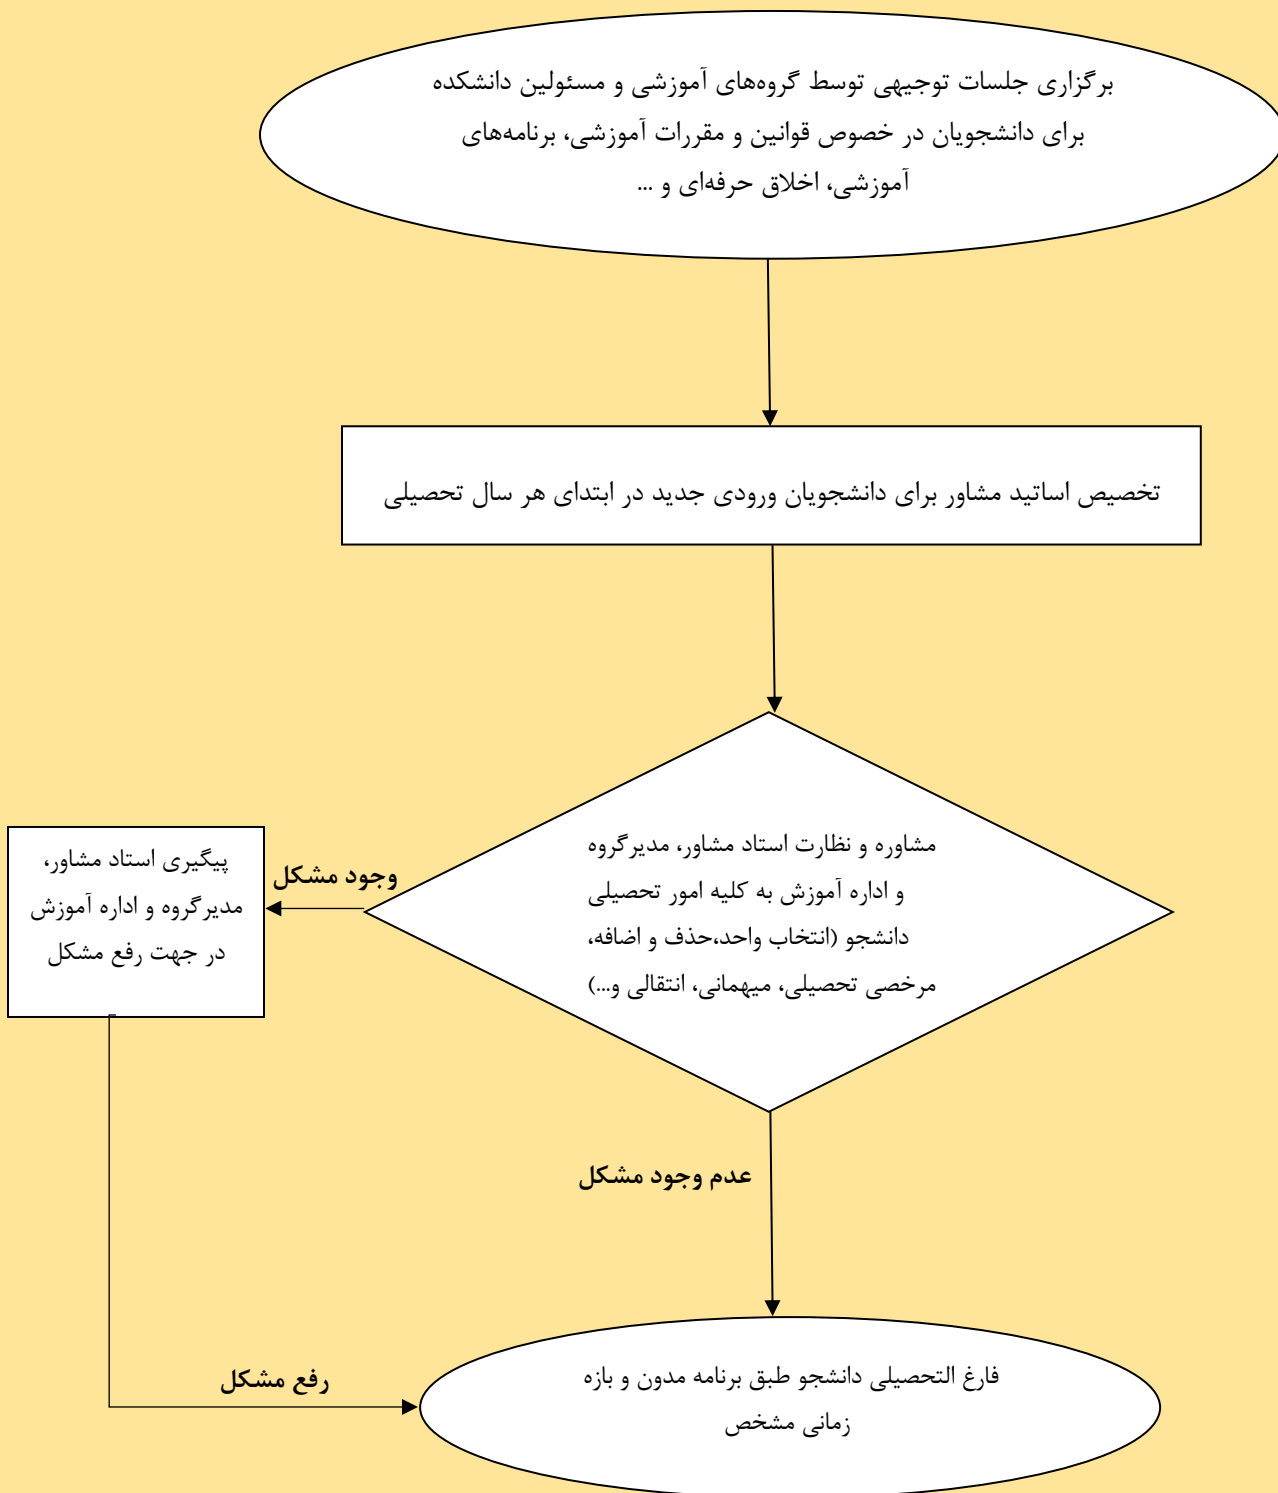 برگزاری جلسات توجیهی توسط گروه‌های آموزشی و مسئولین دانشکده
برای دانشجویان در خصوص قوانین و مقررات آموزشی، برنامه‌های
آموزشی، اخلاق حرفه‌ای و ...
تخصیص اساتید مشاور برای دانشجویان ورودی جدید در ابتدای هر سال تحصیلی
مشاوره و نظارت استاد مشاور، مدیرگروه
و اداره آموزش به کلیه امور تحصیلی
دانشجو (انتخاب واحد،حذف و اضافه،
مرخصی تحصیلی، میهمانی، انتقالی و...)
وجود مشکل
پیگیری استاد مشاور،
مدیرگروه و اداره آموزش
در جهت رفع مشکل
عدم وجود مشکل
رفع مشکل
فارغ التحصیلی دانشجو طبق برنامه مدون و بازه
زمانی مشخص